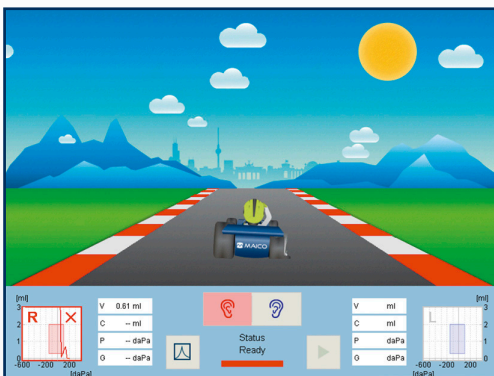 MAICO
[ml]
3
2
1
0
R X
-600 -200 200
[daPa]
V 0.61 ml
C -- ml
P -- daPa
G -- daPa
Status
Ready
V ml
C ml
P daPa
G daPa
[ml]
3
2
1
0
L
-600 -200 200
[daPa]